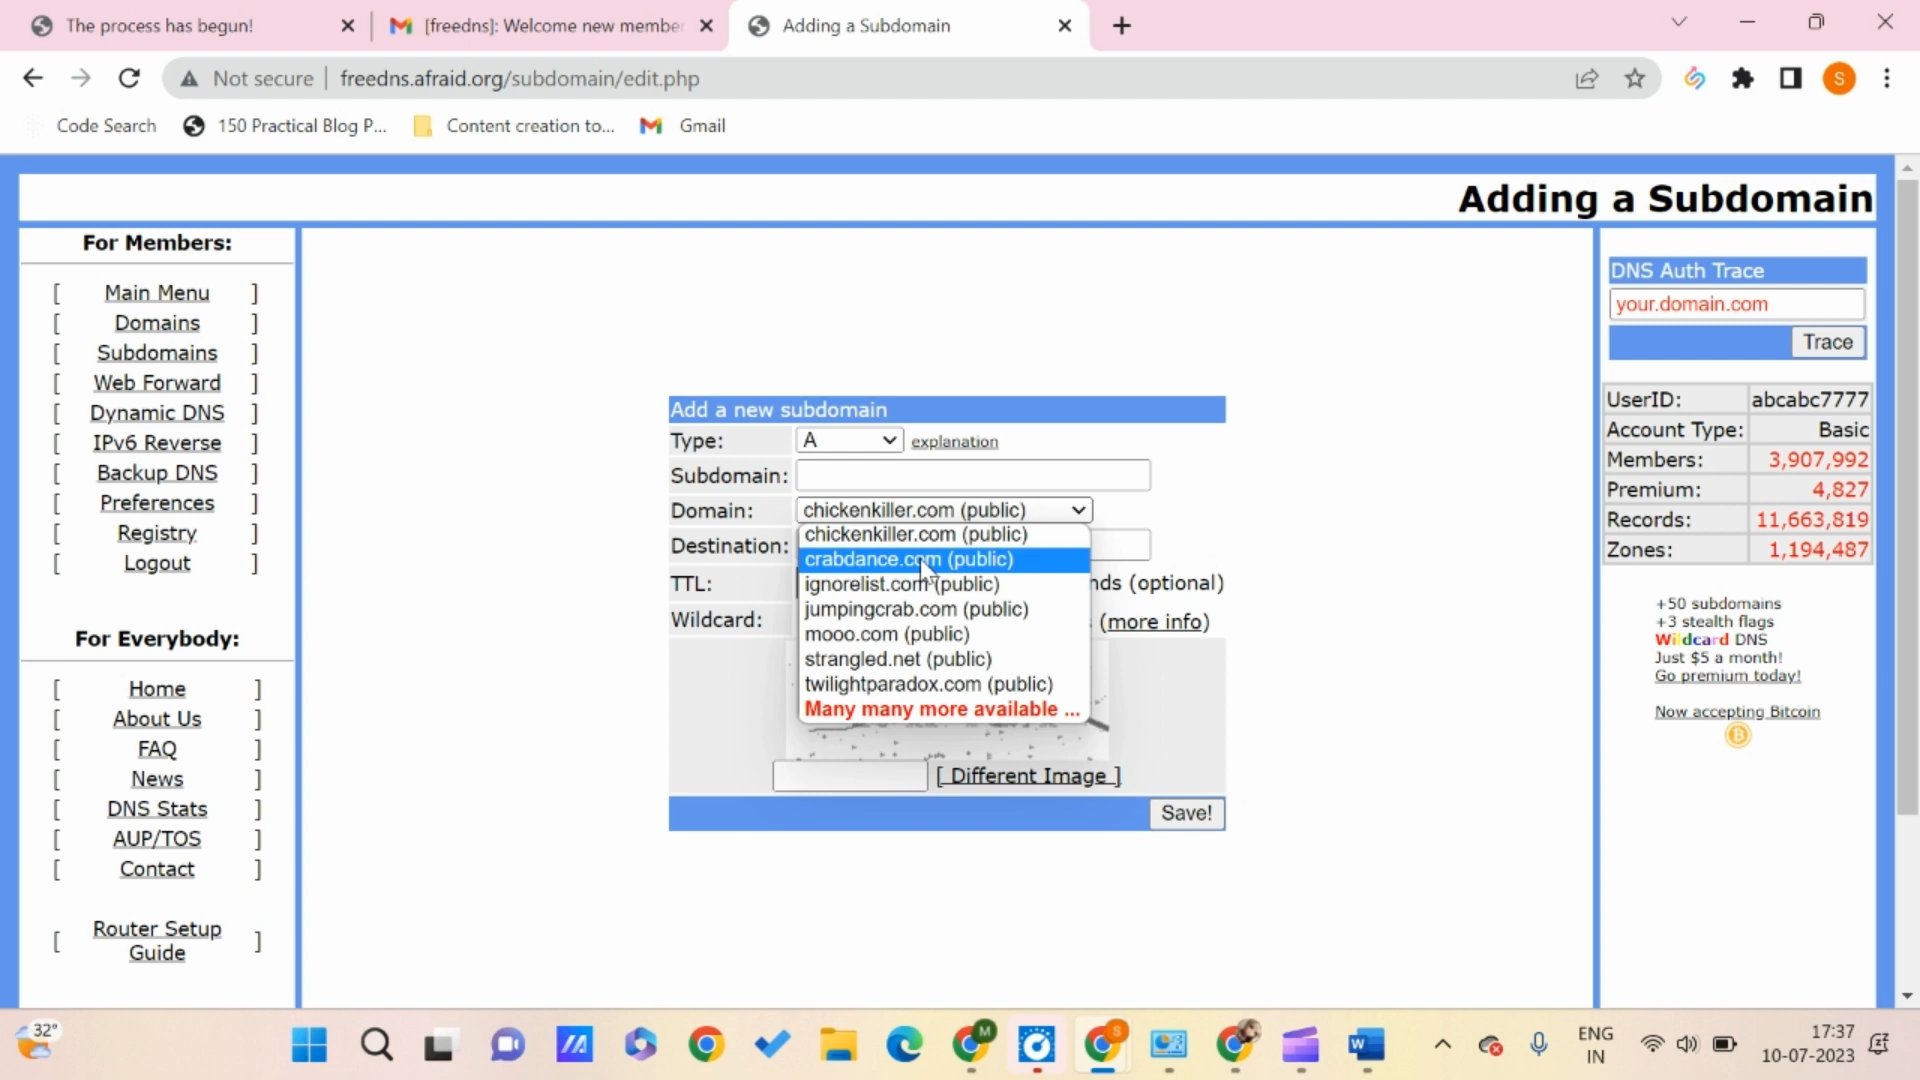 The process has begun!
[freedns]: Welcome new member
Adding a Subdomain
Not secure
freedns.afraid.org/subdomain/edit.php
S
Code Search
150 Practical Blog P...
Content creation to...
Gmail
Adding a Subdomain
For Members:
[ Main Menu ]
[ Domains ]
[ Subdomains ]
[ Web Forward ]
[ Dynamic DNS ]
[ IPv6 Reverse ]
[ Backup DNS ]
[ Preferences ]
[ Registry ]
[ Logout ]
For Everybody:
[ Home ]
[ About Us ]
[ FAQ ]
[ News ]
[ DNS Stats ]
[ AUP/TOS ]
[ Contact ]
[ Router Setup
Guide ]
Add a new subdomain
Type: A explanation
Subdomain:
Domain: chickenkiller.com (public)
chickenkiller.com (public)
crabdance.com (public)
ignorelist.com (public)
jumpingcrab.com (public)
mooo.com (public)
strangled.net (public)
twilightparadox.com (public)
Many many more available ...
Destination:
TTL: (optional)
Wildcard: (more info)
[ Different Image ]
Save!
DNS Auth Trace
your.domain.com
Trace
UserID: abcabc7777
Account Type: Basic
Members: 3,907,992
Premium: 4,827
Records: 11,663,819
Zones: 1,194,487
+50 subdomains
+3 stealth flags
Wildcard DNS
Just $5 a month!
Go premium today!
Now accepting Bitcoin
32°
M
S
W
ENG
IN
17:37
10-07-2023